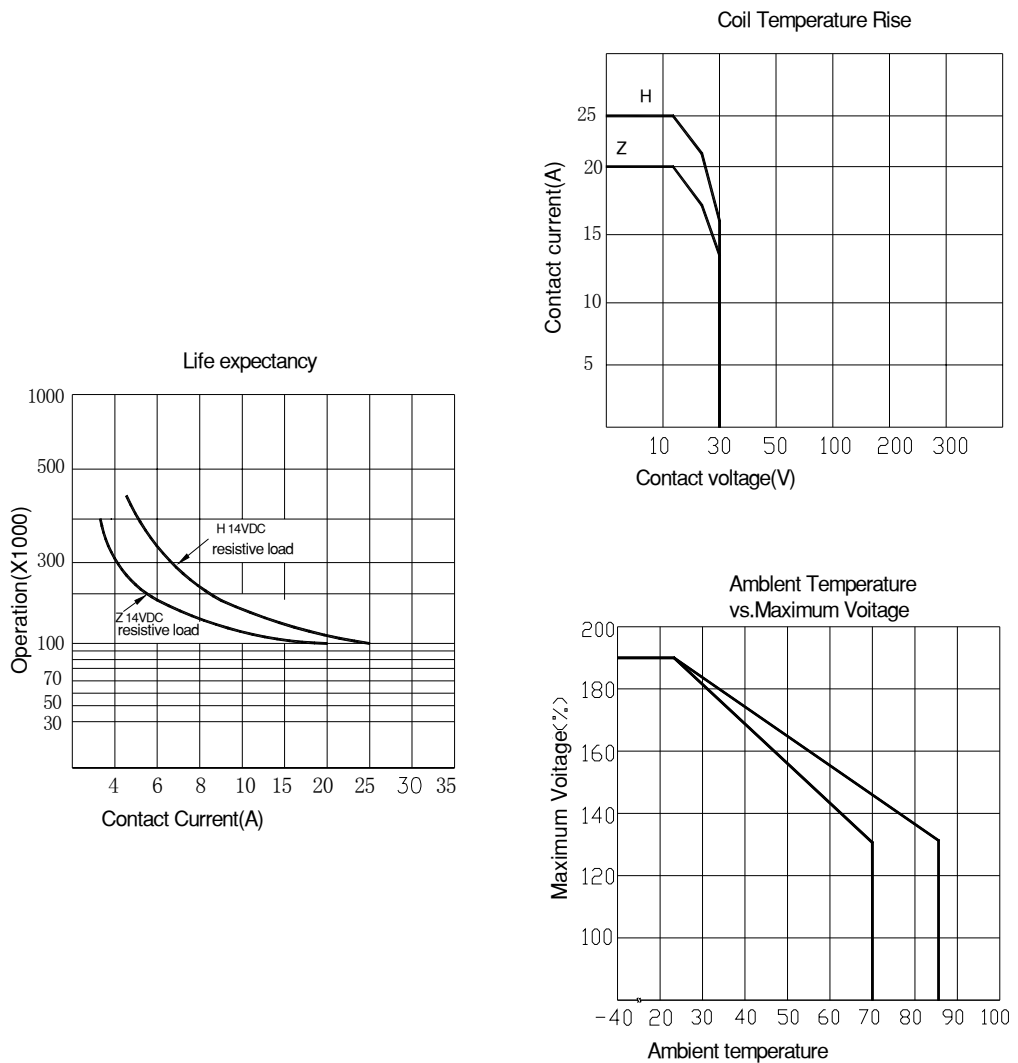 Coil Temperature Rise
25
20
15
10
5
H
Z
Contact current(A)
10 30 50 100 200 300
Contact voltage(V)
Life expectancy
1000
500
300
100
70
50
30
Operation(X1000)
H 14VDC
resistive load
Z 14VDC
resistive load
4 6 8 10 15 20 25 30 35
Contact Current(A)
Amblent Temperature
vs.Maximum Voitage
200
180
160
140
120
100
Maximum Voitage(%)
-40 20 30 40 50 60 70 80 90 100
Ambient temperature